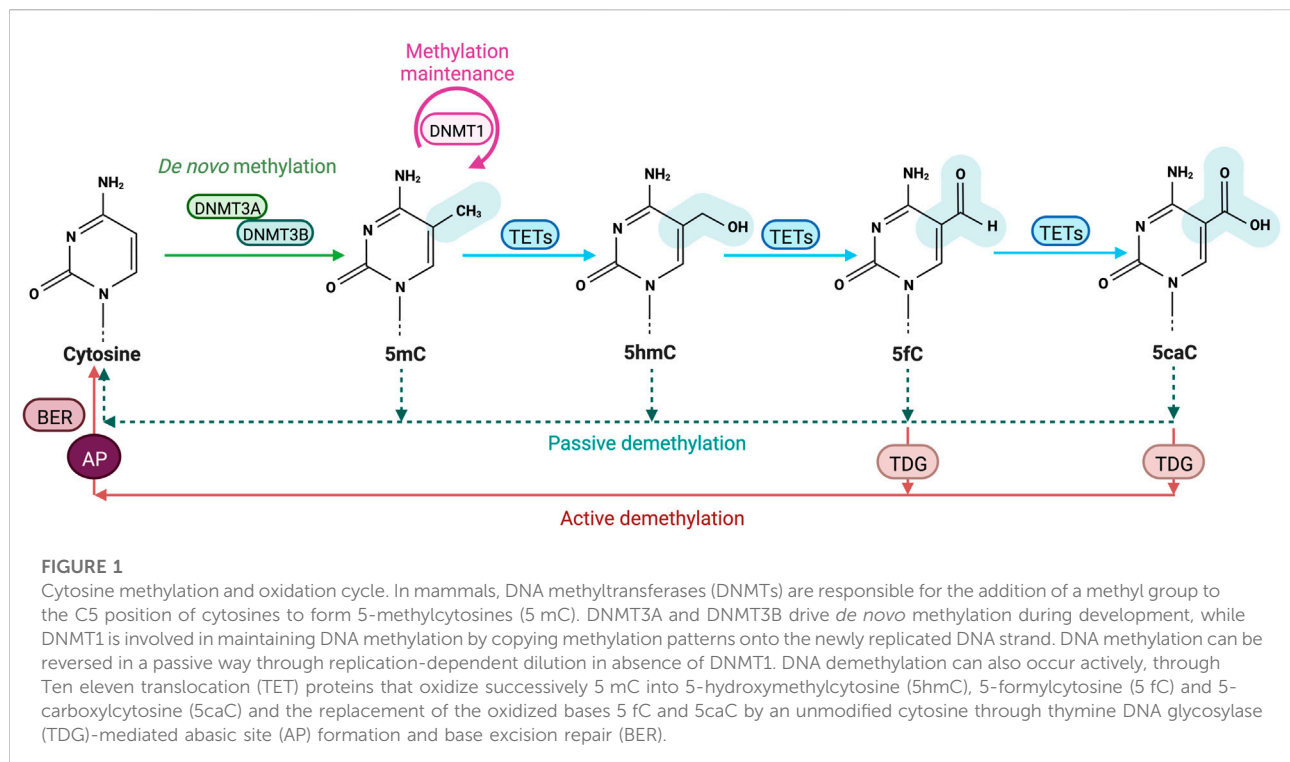 Methylation
maintenance
DNMT1
De novo methylation
DNMT3A
DNMT3B
NH₂
N
O
N
Cytosine
NH₂
CH₃
N
O
N
5mC
TETs
NH₂
OH
N
O
N
5hmC
TETs
NH₂
O
H
N
O
N
5fC
TETs
NH₂
O
OH
N
O
N
5caC
BER
AP
Passive demethylation
TDG
TDG
Active demethylation
FIGURE 1
Cytosine methylation and oxidation cycle. In mammals, DNA methyltransferases (DNMTs) are responsible for the addition of a methyl group to
the C5 position of cytosines to form 5-methylcytosines (5 mC). DNMT3A and DNMT3B drive de novo methylation during development, while
DNMT1 is involved in maintaining DNA methylation by copying methylation patterns onto the newly replicated DNA strand. DNA methylation can be
reversed in a passive way through replication-dependent dilution in absence of DNMT1. DNA demethylation can also occur actively, through
Ten eleven translocation (TET) proteins that oxidize successively 5 mC into 5-hydroxymethylcytosine (5hmC), 5-formylcytosine (5 fC) and 5-
carboxylcytosine (5caC) and the replacement of the oxidized bases 5 fC and 5caC by an unmodified cytosine through thymine DNA glycosylase
(TDG)-mediated abasic site (AP) formation and base excision repair (BER).